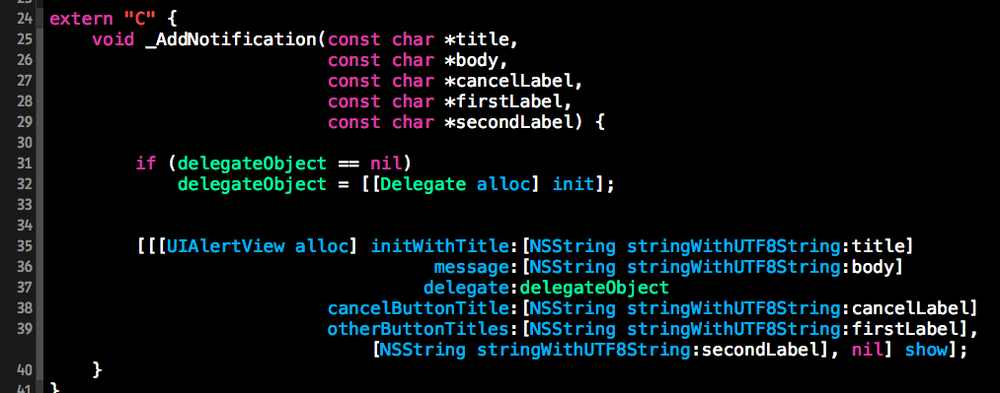 23
24 extern "C" {
25 void _AddNotification(const char *title,
26 const char *body,
27 const char *cancelLabel,
28 const char *firstLabel,
29 const char *secondLabel) {
30
31 if (delegateObject == nil)
32 delegateObject = [[Delegate alloc] init];
33
34
35 [[[UIAlertView alloc] initWithTitle:[NSString stringWithUTF8String:title]
36 message:[NSString stringWithUTF8String:body]
37 delegate:delegateObject
38 cancelButtonTitle:[NSString stringWithUTF8String:cancelLabel]
39 otherButtonTitles:[NSString stringWithUTF8String:firstLabel],
[NSString stringWithUTF8String:secondLabel], nil] show];
40 }
41 }